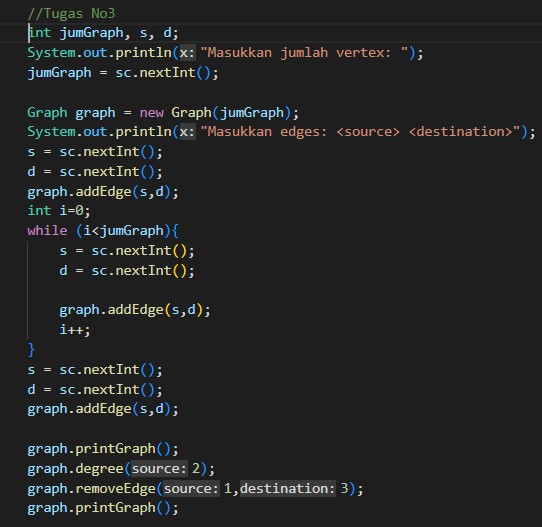 //Tugas No3
int jumGraph, s, d;
System.out.println(x: "Masukkan jumlah vertex: ");
jumGraph = sc.nextInt();
Graph graph = new Graph(jumGraph);
System.out.println(x: "Masukkan edges: <source> <destination>");
s = sc.nextInt();
d = sc.nextInt();
graph.addEdge(s,d);
int i=0;
while (i<jumGraph){
    s = sc.nextInt();
    d = sc.nextInt();
    graph.addEdge(s,d);
    i++;
}
s = sc.nextInt();
d = sc.nextInt();
graph.addEdge(s,d);
graph.printGraph();
graph.degree(source: 2);
graph.removeEdge(source: 1,destination: 3);
graph.printGraph();